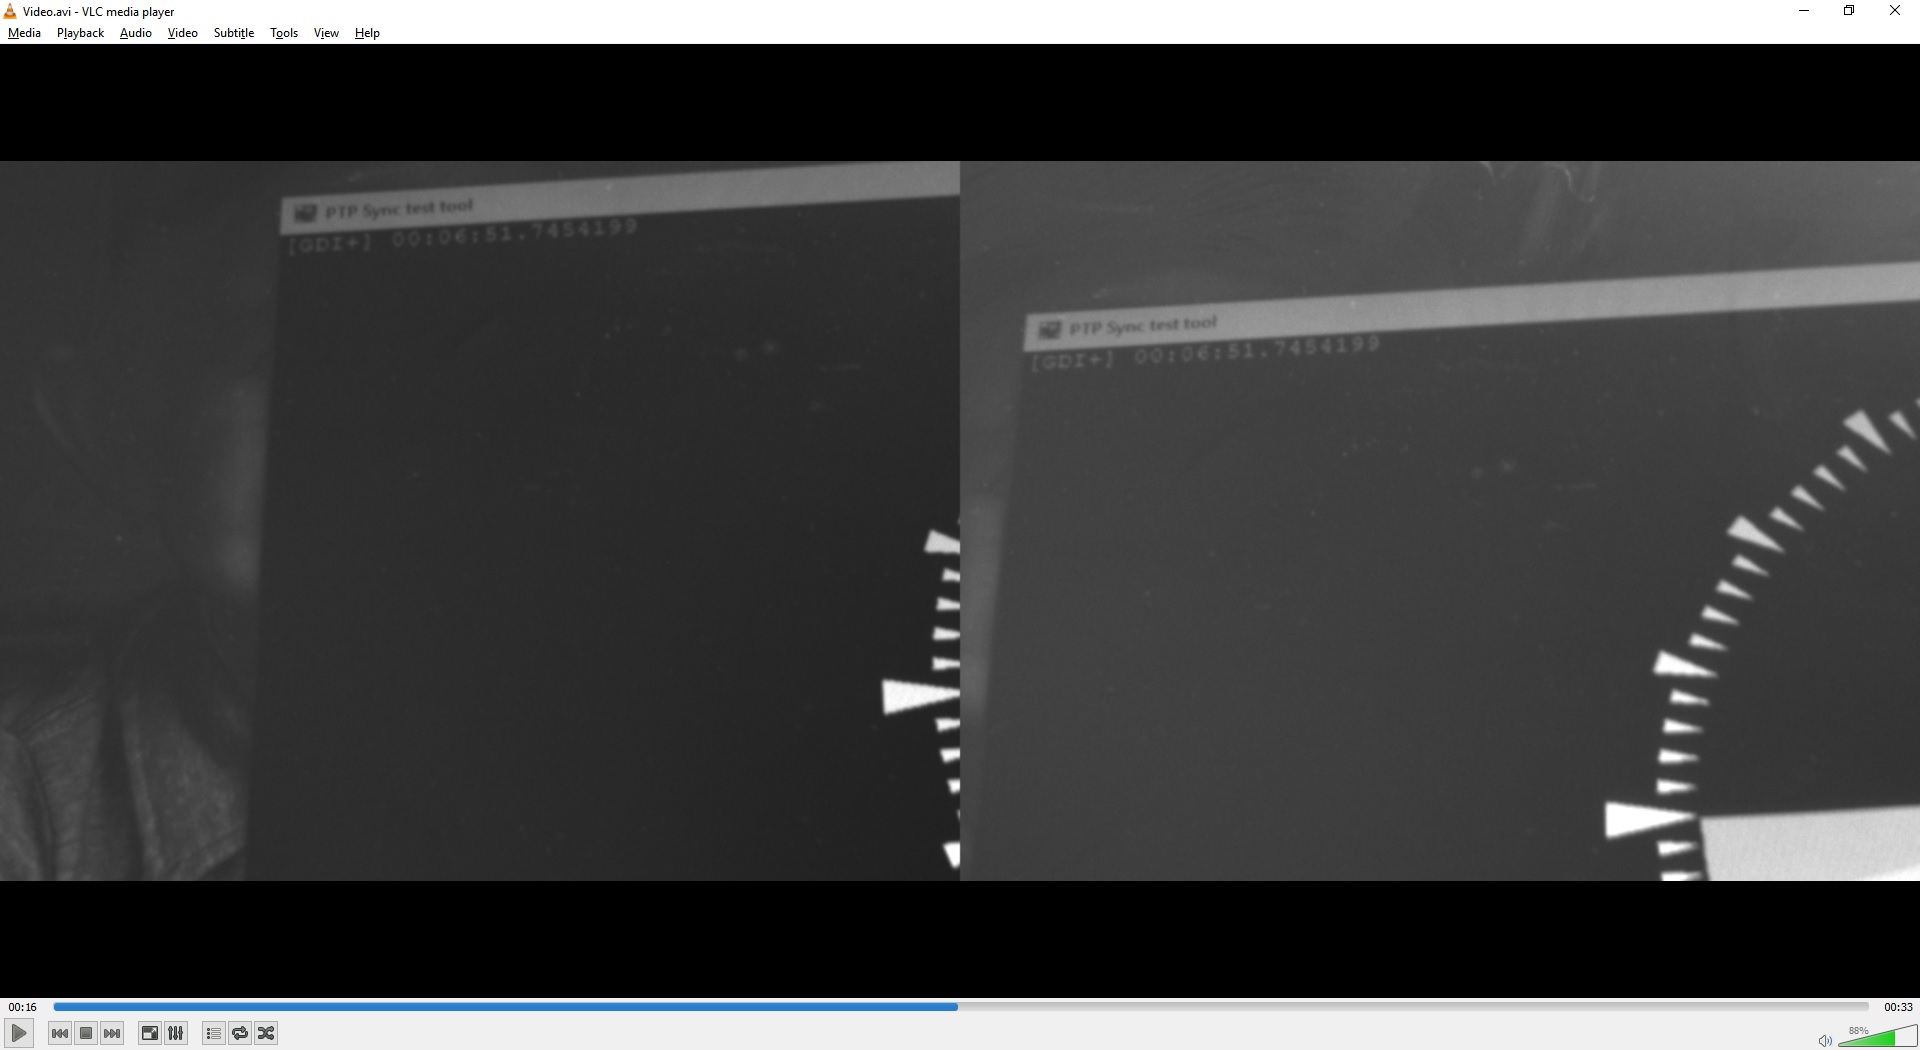 Video.avi - VLC media player
Media Playback Audio Video Subtitle Tools View Help
PTP Sync test tool
[GDI+] 00:06:51.7454199
PTP Sync test tool
[GDI+] 00:06:51.7454199
00:16
00:33
88%